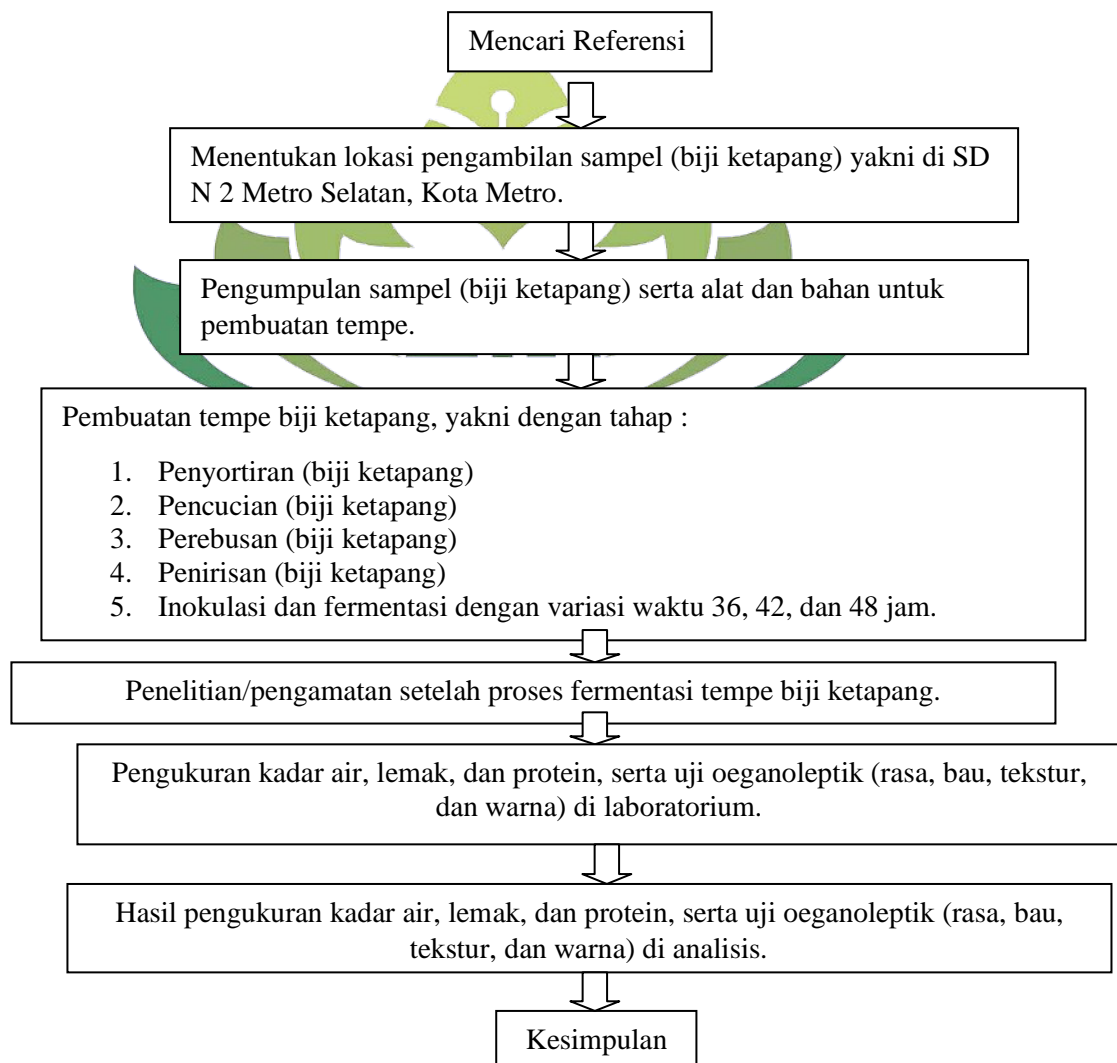 Mencari Referensi
Menentukan lokasi pengambilan sampel (biji ketapang) yakni di SD
N 2 Metro Selatan, Kota Metro.
Pengumpulan sampel (biji ketapang) serta alat dan bahan untuk
pembuatan tempe.
Pembuatan tempe biji ketapang, yakni dengan tahap :
1. Penyortiran (biji ketapang)
2. Pencucian (biji ketapang)
3. Perebusan (biji ketapang)
4. Penirisan (biji ketapang)
5. Inokulasi dan fermentasi dengan variasi waktu 36, 42, dan 48 jam.
Penelitian/pengamatan setelah proses fermentasi tempe biji ketapang.
Pengukuran kadar air, lemak, dan protein, serta uji oeganoleptik (rasa, bau, tekstur,
dan warna) di laboratorium.
Hasil pengukuran kadar air, lemak, dan protein, serta uji oeganoleptik (rasa, bau,
tekstur, dan warna) di analisis.
Kesimpulan